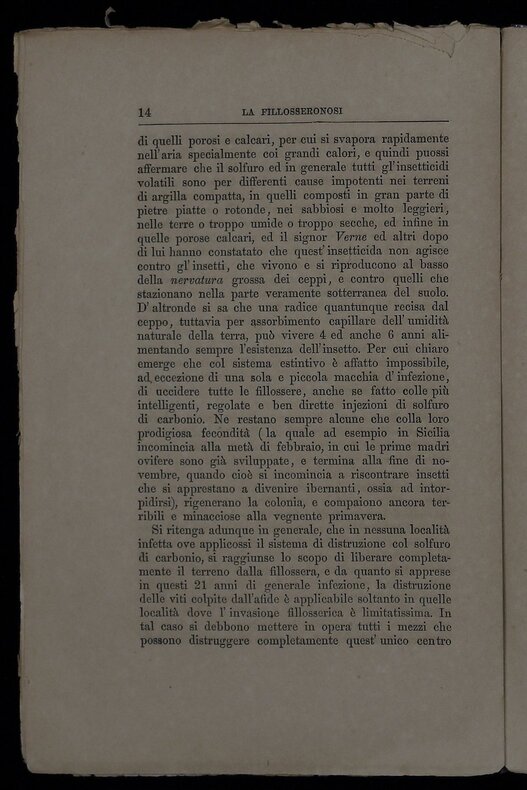 14 LA FILLOSSERONOSI
di quelli porosi e calcari, per cui si svapora rapidamente
nell'aria specialmente coi grandi calori, e quindi puossi
affermare che il solfuro ed in generale tutti gl'insetticidi
volatili sono per differenti cause impotenti nei terreni
di argilla compatta, in quelli composti in gran parte di
pietre piatte o rotonde, nei sabbiosi e molto leggieri,
nelle terre o troppo umide o troppo secche, ed infine in
quelle porose calcari, ed il signor Verne ed altri dopo
di lui hanno constatato che quest'insetticida non agisce
contro gl'insetti, che vivono e si riproducono al basso
della nervatura grossa dei ceppi, e contro quelli che
stazionano nella parte veramente sotterranea del suolo.
D'altronde si sa che una radice quantunque recisa dal
ceppo, tuttavia per assorbimento capillare dell'umidità
naturale della terra, può vivere 4 ed anche 6 anni ali-
mentando sempre l'esistenza dell'insetto. Per cui chiaro
emerge che col sistema estintivo è affatto impossibile,
ad eccezione di una sola e piccola macchia d'infezione,
di uccidere tutte le fillossere, anche se fatto colle più
intelligenti, regolate e ben dirette injezioni di solfuro
di carbonio. Ne restano sempre alcune che colla loro
prodigiosa fecondità (la quale ad esempio in Sicilia
incomincia alla metà di febbraio, in cui le prime madri
ovifere sono già sviluppate, e termina alla fine di no-
vembre, quando cioè si incomincia a riscontrare insetti
che si apprestano a divenire ibernanti, ossia ad intor-
pidirsi), rigenerano la colonia, e compaiono ancora ter-
ribili e minacciose alla vegnente primavera.
Si ritenga adunque in generale, che in nessuna località
infetta ove applicossi il sistema di distruzione col solfuro
di carbonio, si raggiunse lo scopo di liberare completa-
mente il terreno dalla fillossera, e da quanto si apprese
in questi 21 anni di generale infezione, la distruzione
delle viti colpite dall'afide è applicabile soltanto in quelle
località dove l'invasione fillosserica è limitatissima. In
tal caso si debbono mettere in opera tutti i mezzi che
possono distruggere completamente quest'unico centro